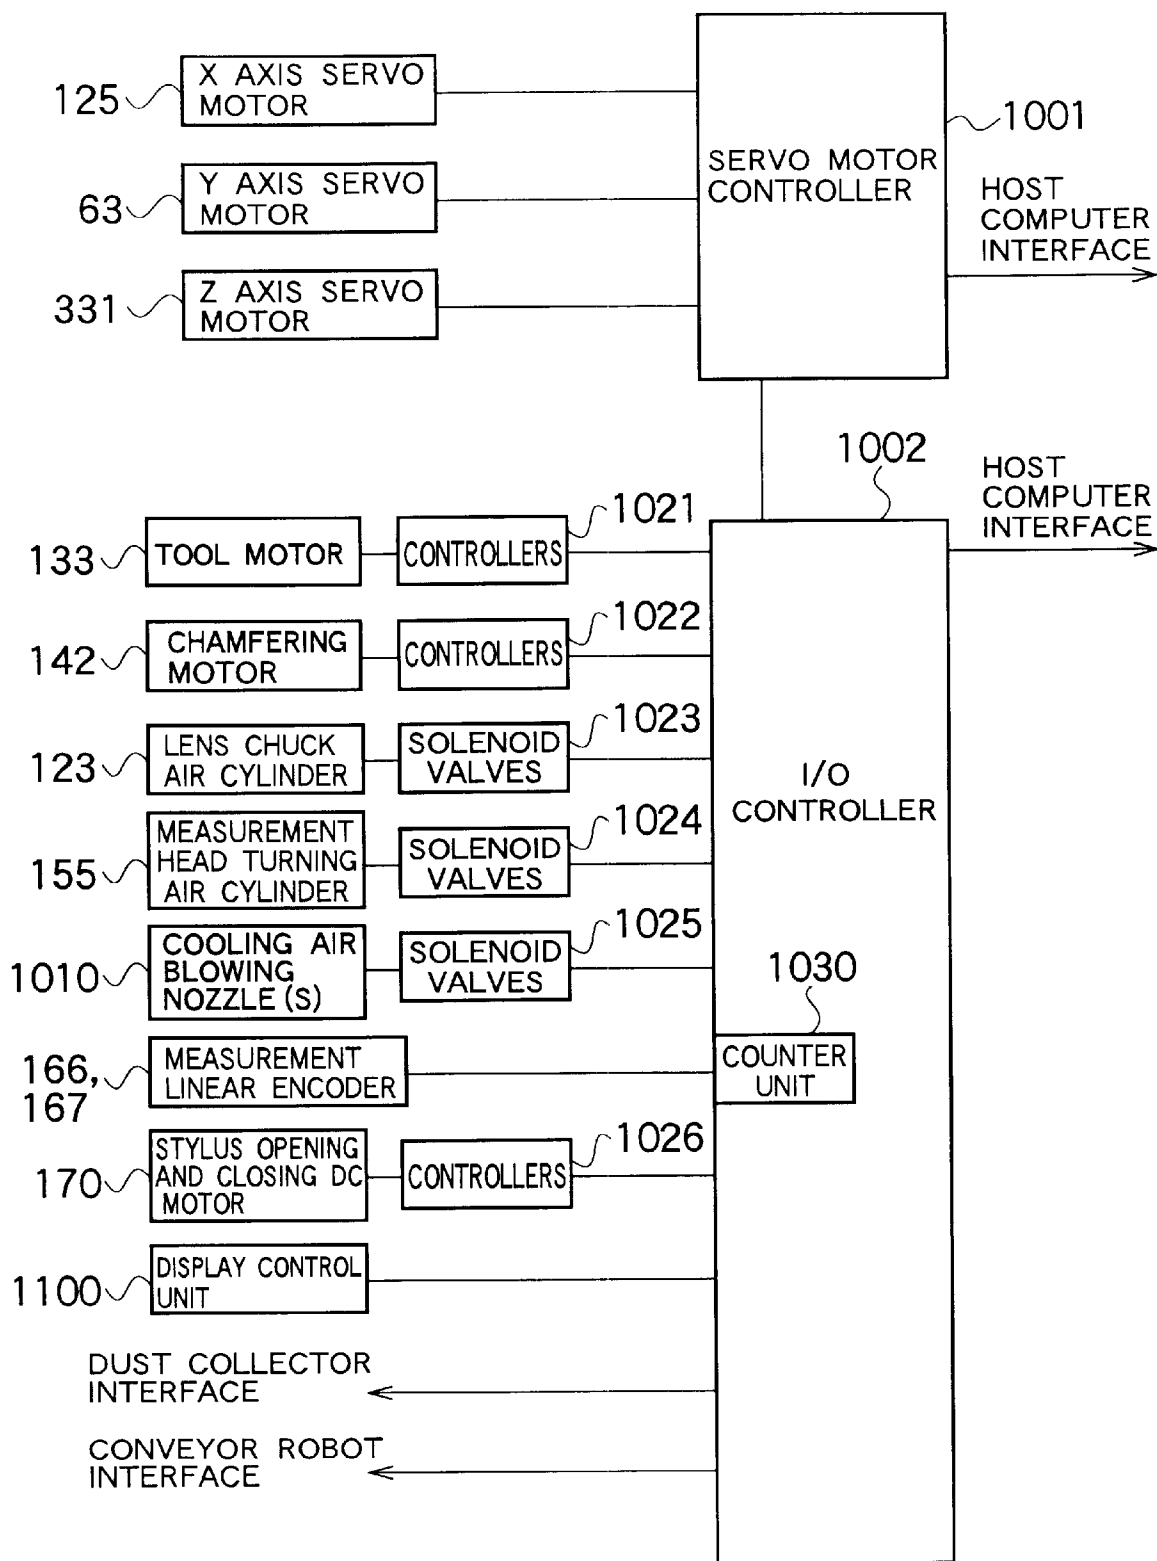 125
X AXIS SERVO
MOTOR
63
Y AXIS SERVO
MOTOR
331
Z AXIS SERVO
MOTOR
SERVO MOTOR
CONTROLLER
1001
HOST
COMPUTER
INTERFACE
1002
HOST
COMPUTER
INTERFACE
133
TOOL MOTOR
CONTROLLERS
1021
142
CHAMFERING
MOTOR
CONTROLLERS
1022
123
LENS CHUCK
AIR CYLINDER
SOLENOID
VALVES
1023
I/O
CONTROLLER
155
MEASUREMENT
HEAD TURNING
AIR CYLINDER
SOLENOID
VALVES
1024
1010
COOLING AIR
BLOWING
NOZZLE(S)
SOLENOID
VALVES
1025
1030
166,
167
MEASUREMENT
LINEAR ENCODER
COUNTER
UNIT
170
STYLUS OPENING
AND CLOSING DC
MOTOR
CONTROLLERS
1026
1100
DISPLAY CONTROL
UNIT
DUST COLLECTOR
INTERFACE
CONVEYOR ROBOT
INTERFACE